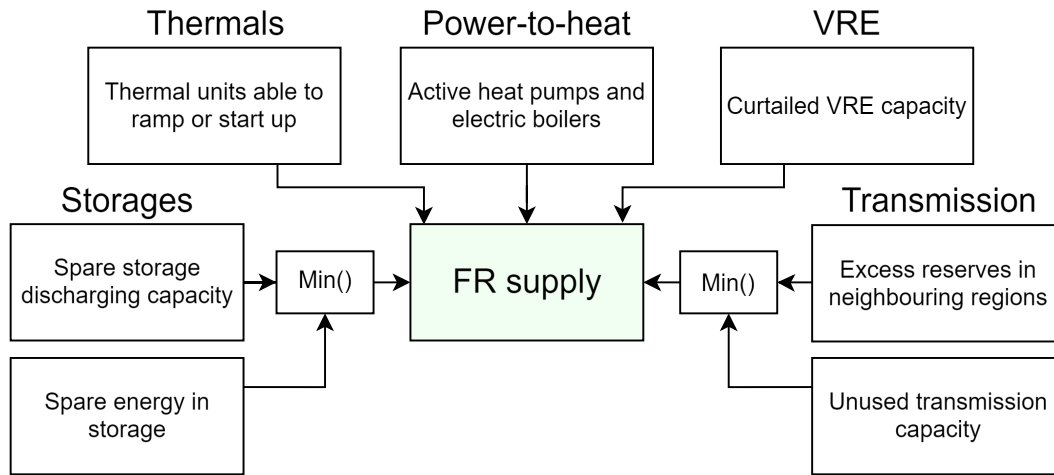 Thermals
Power-to-heat
VRE
Thermal units able to
ramp or start up
Active heat pumps and
electric boilers
Curtailed VRE capacity
Storages
Transmission
Spare storage
discharging capacity
Min()
FR supply
Min()
Excess reserves in
neighbouring regions
Spare energy in
storage
Unused transmission
capacity